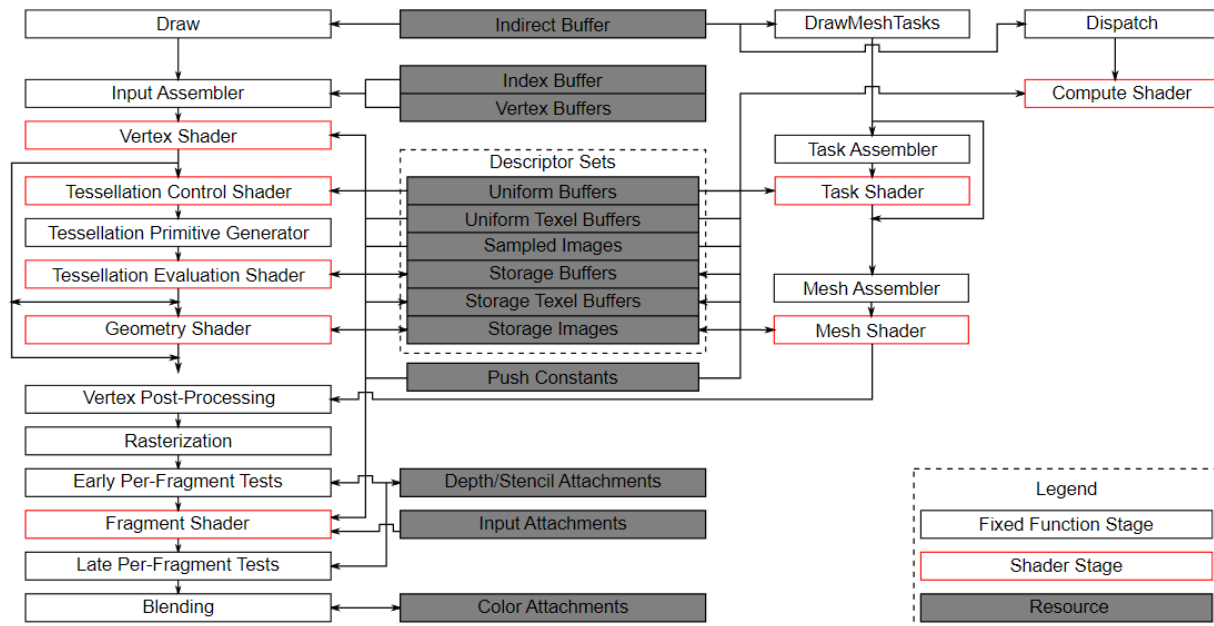 Draw
Indirect Buffer
DrawMeshTasks
Dispatch
Index Buffer
Input Assembler
Vertex Buffers
Compute Shader
Vertex Shader
Descriptor Sets
Task Assembler
Tessellation Control Shader
Uniform Buffers
Task Shader
Uniform Texel Buffers
Tessellation Primitive Generator
Sampled Images
Tessellation Evaluation Shader
Storage Buffers
Mesh Assembler
Storage Texel Buffers
Geometry Shader
Storage Images
Mesh Shader
Push Constants
Vertex Post-Processing
Rasterization
Early Per-Fragment Tests
Depth/Stencil Attachments
Legend
Fragment Shader
Input Attachments
Fixed Function Stage
Late Per-Fragment Tests
Shader Stage
Blending
Color Attachments
Resource